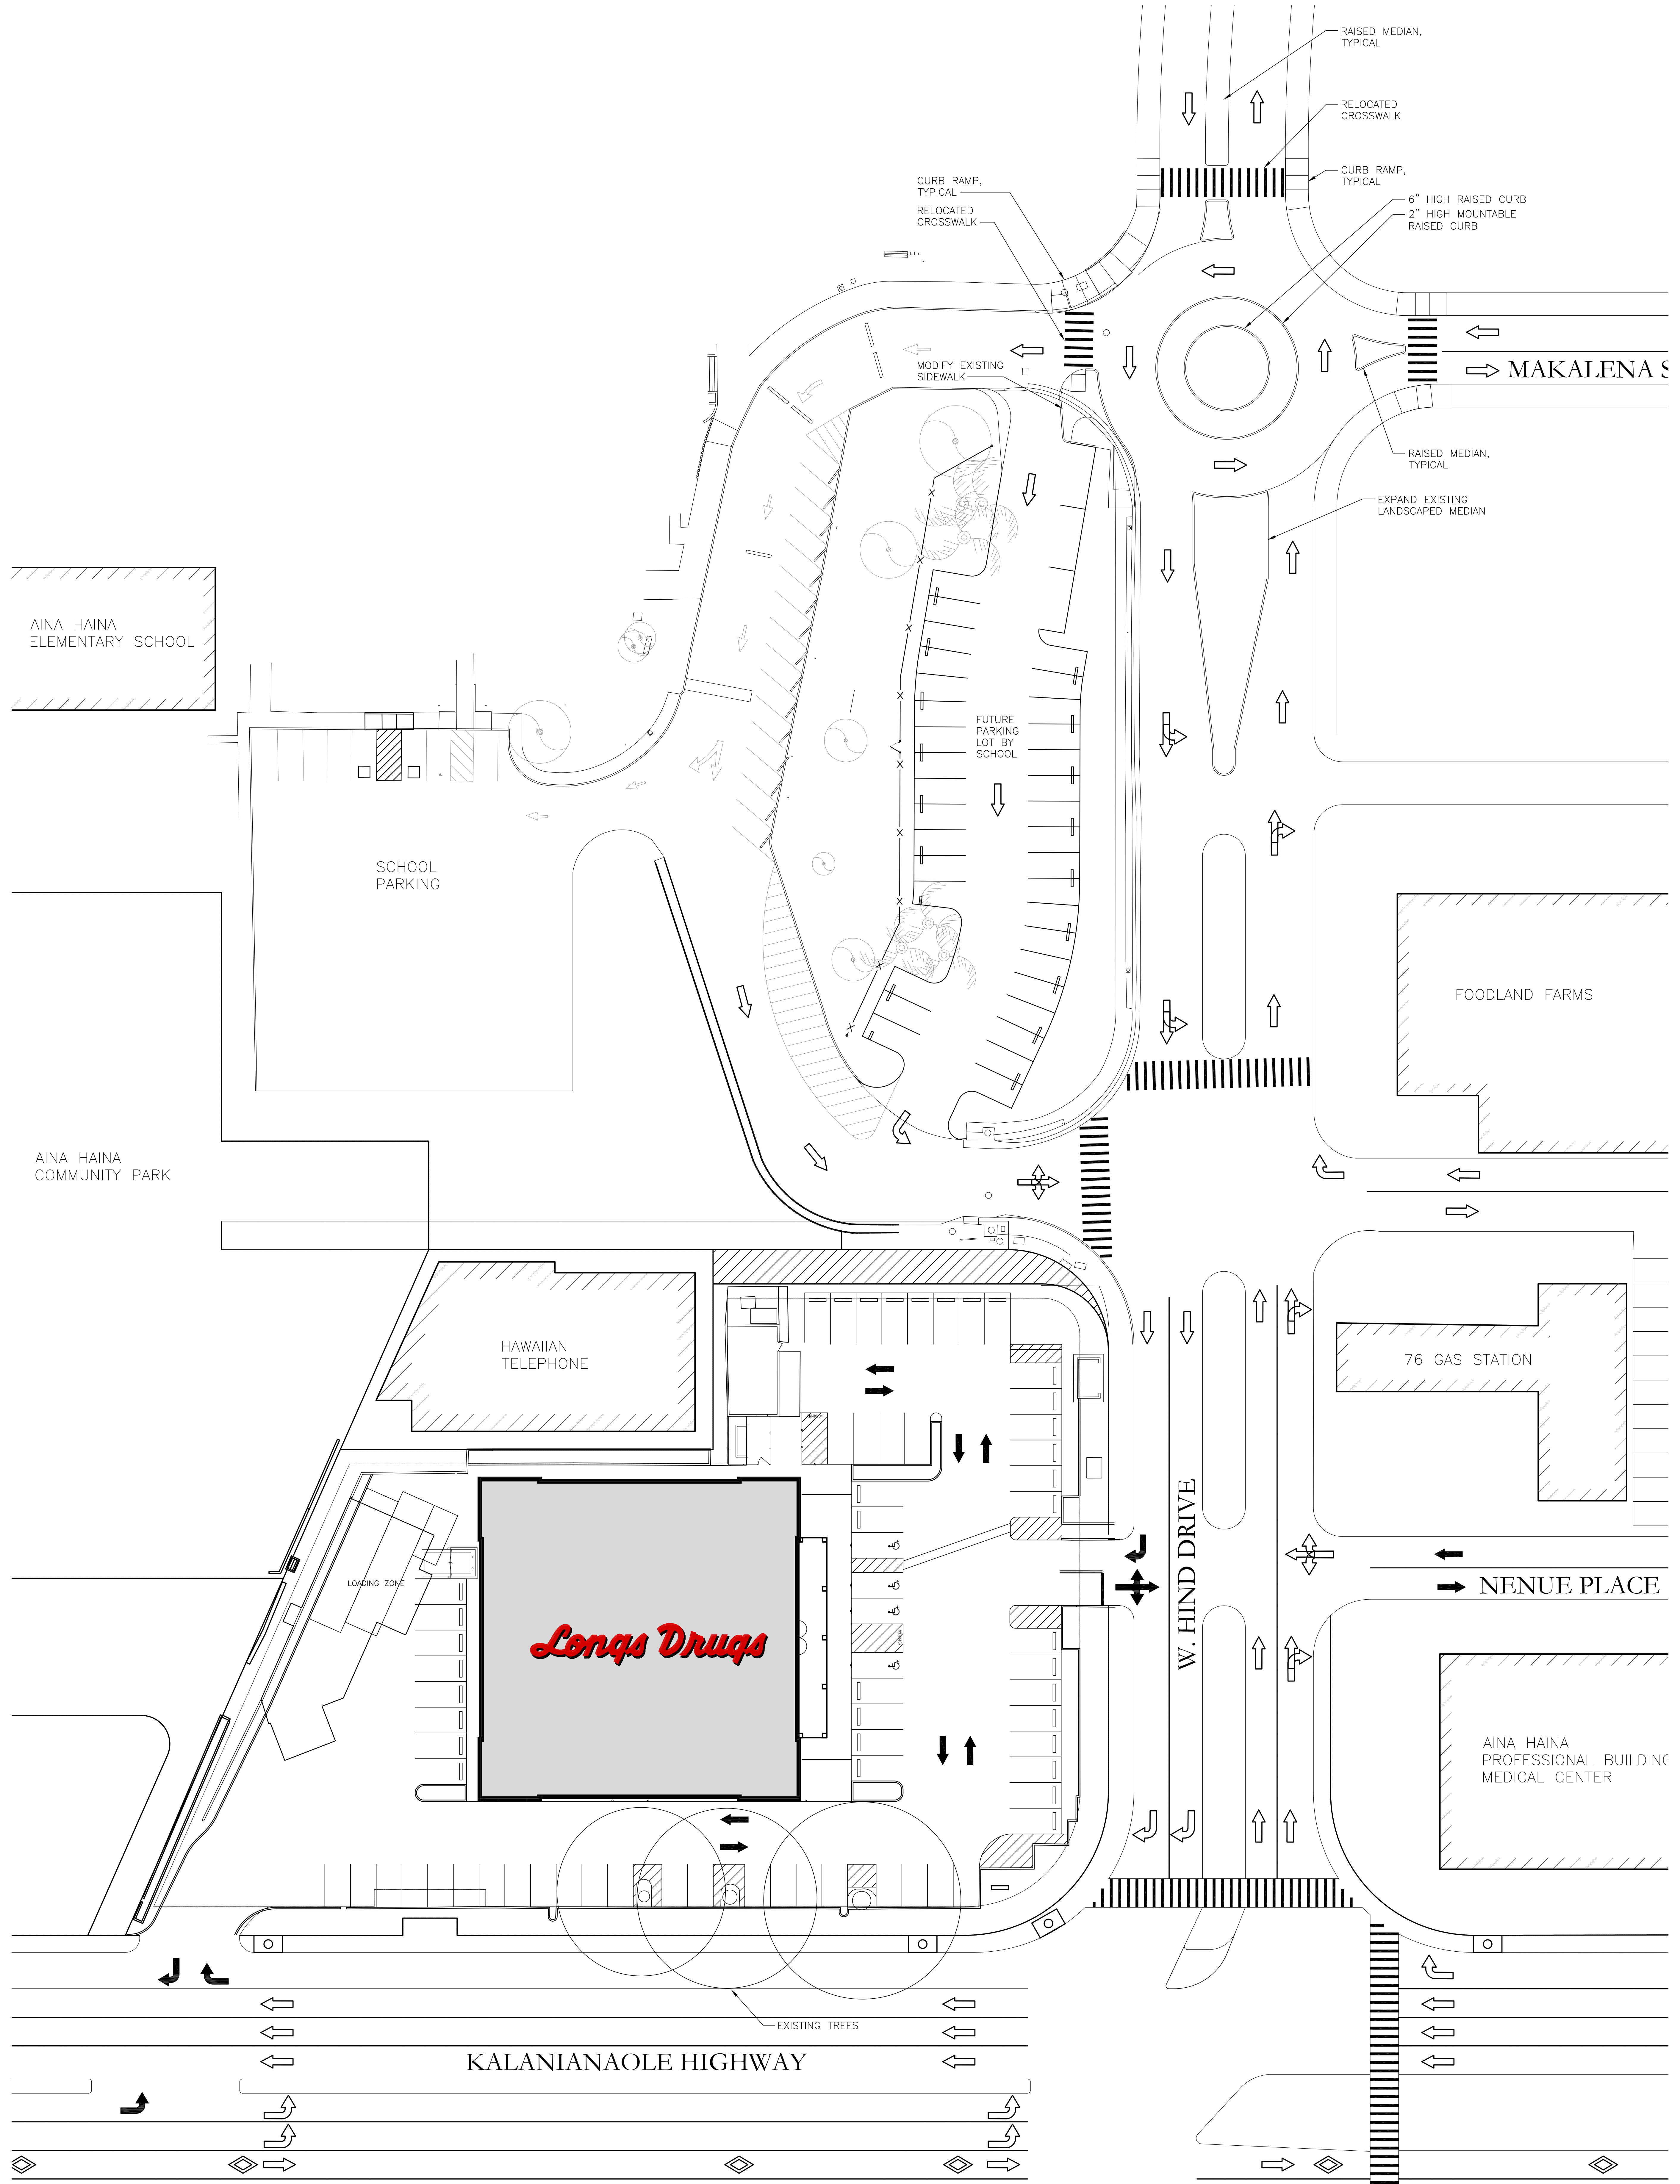 RAISED MEDIAN,
TYPICAL
RELOCATED
CROSSWALK
CURB RAMP,
TYPICAL
CURB RAMP,
TYPICAL
RELOCATED
CROSSWALK
6" HIGH RAISED CURB
2" HIGH MOUNTABLE
RAISED CURB
MODIFY EXISTING
SIDEWALK
MAKALENA S
RAISED MEDIAN,
TYPICAL
EXPAND EXISTING
LANDSCAPED MEDIAN
AINA HAINA
ELEMENTARY SCHOOL
FUTURE
PARKING
LOT BY
SCHOOL
SCHOOL
PARKING
FOODLAND FARMS
AINA HAINA
COMMUNITY PARK
HAWAIIAN
TELEPHONE
76 GAS STATION
W. HIND DRIVE
LOADING ZONE
NENUE PLACE
Longs Drugs
AINA HAINA
PROFESSIONAL BUILDING
MEDICAL CENTER
EXISTING TREES
KALANIANAOLE HIGHWAY